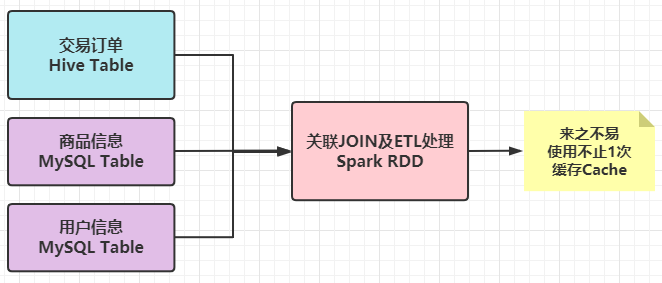 交易订单
Hive Table
商品信息
MySQL Table
用户信息
MySQL Table
关联JOIN及ETL处理
Spark RDD
来之不易
使用不止1次
缓存Cache